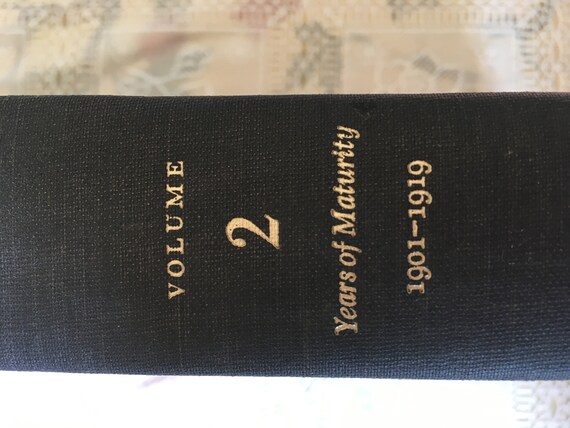 VOLUME
2
Years of Maturity
1901–1919